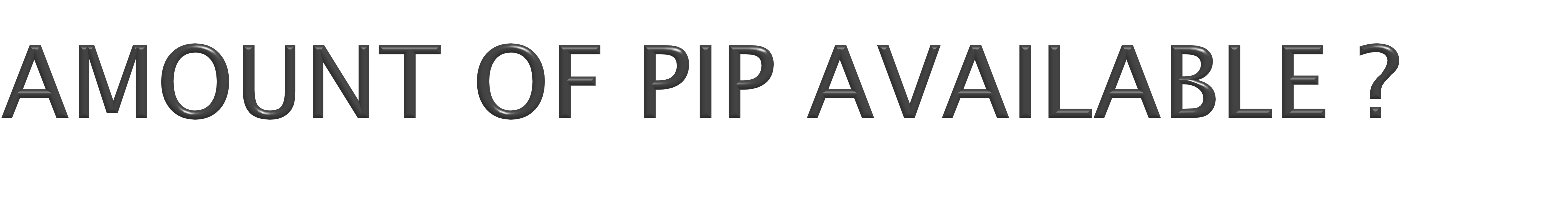 AMOUNT OF PIP AVAILABLE ?